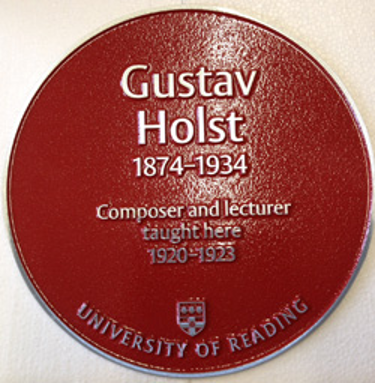 Gustav
Holst
1874–1934
Composer and lecturer
taught here
1920–1923
UNIVERSITY OF READING